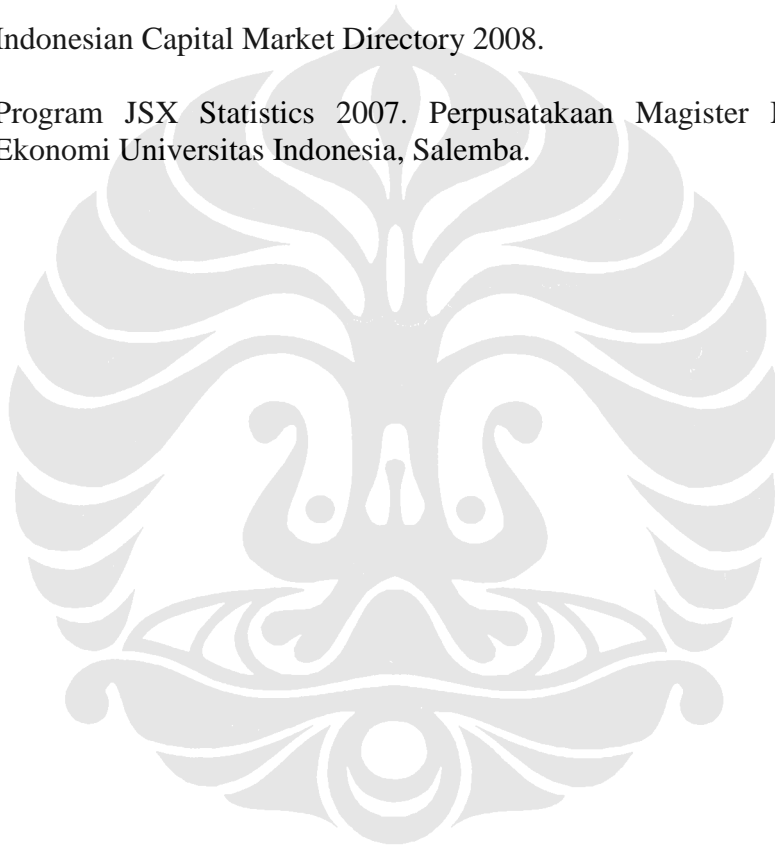 Indonesian Capital Market Directory 2008.
Program JSX Statistics 2007. Perpusatakaan Magister
Ekonomi Universitas Indonesia, Salemba.